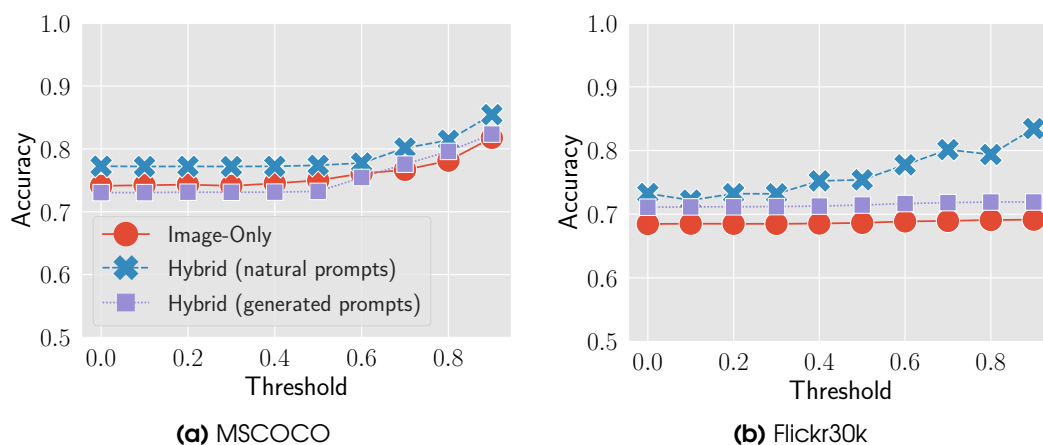 1.0
0.9
0.8
0.7
0.6
0.5
Accuracy
Image-Only
Hybrid (natural prompts)
Hybrid (generated prompts)
0.0 0.2 0.4 0.6 0.8
Threshold
(a) MSCOCO
1.0
0.9
0.8
0.7
0.6
0.5
Accuracy
0.0 0.2 0.4 0.6 0.8
Threshold
(b) Flickr30k